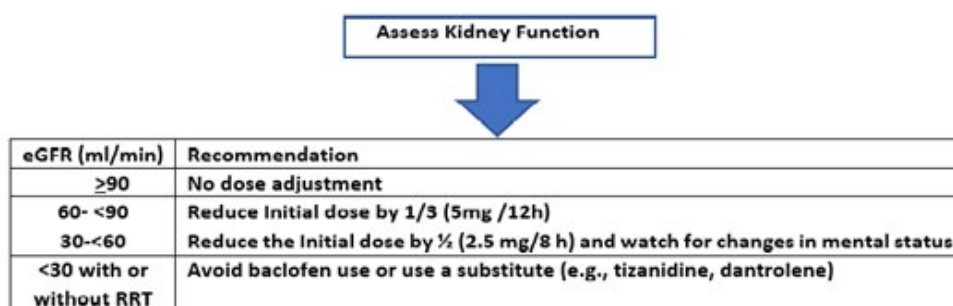 Assess Kidney Function
eGFR (ml/min) Recommendation
≥90 No dose adjustment
60- <90 Reduce Initial dose by 1/3 (5mg /12h)
30-<60 Reduce the Initial dose by ½ (2.5 mg/8 h) and watch for changes in mental status
<30 with or Avoid baclofen use or use a substitute (e.g., tizanidine, dantrolene)
without RRT